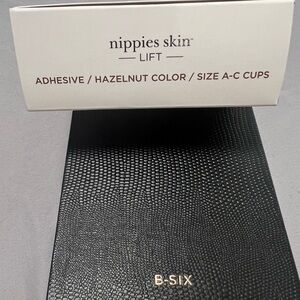 nippies skin™
LIFT
ADHESIVE / HAZELNUT COLOR / SIZE A-C CUPS
B-SIX